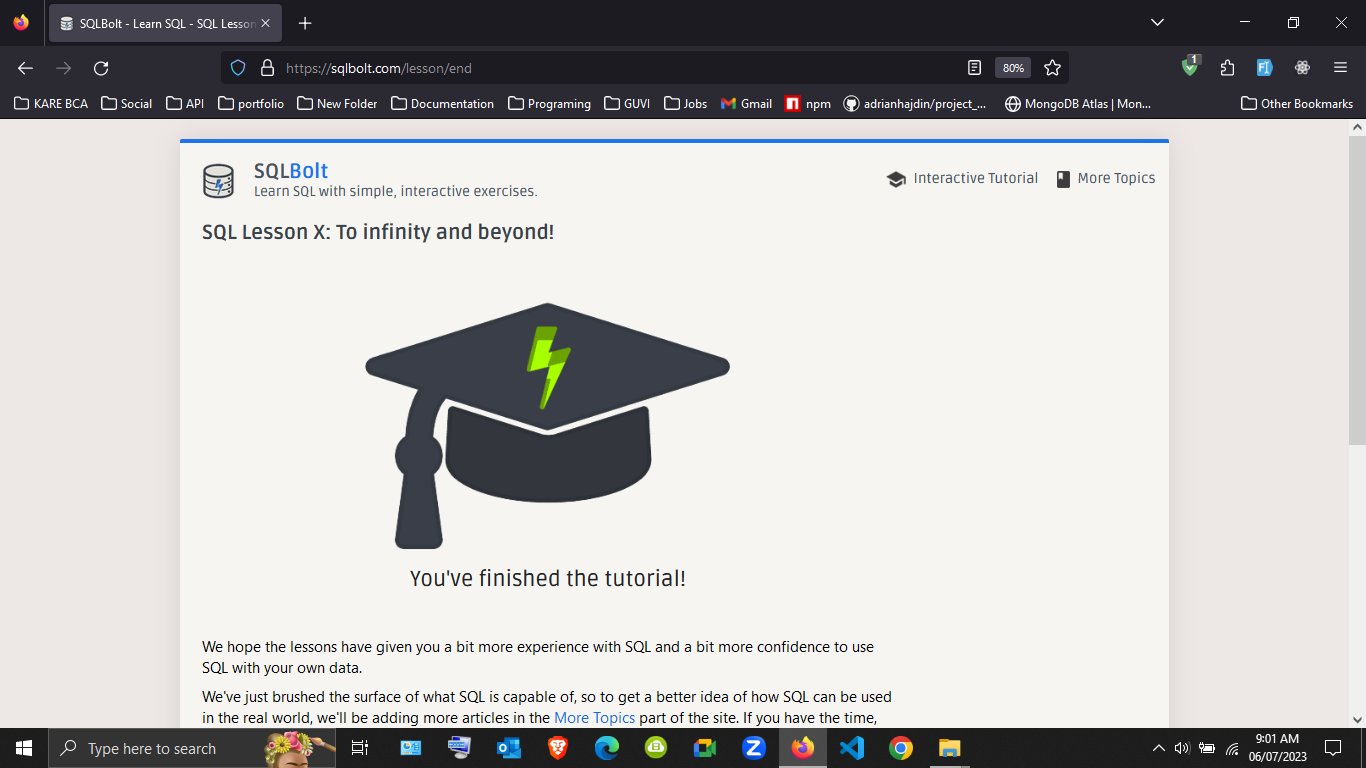 SQLBolt - Learn SQL - SQL Lesson
https://sqlbolt.com/lesson/end
80%
1
KARE BCA
Social
API
portfolio
New Folder
Documentation
Programing
GUVI
Jobs
Gmail
npm
adrianhajdin/project_...
MongoDB Atlas | Mon...
Other Bookmarks
SQLBolt
Learn SQL with simple, interactive exercises.
Interactive Tutorial
More Topics
SQL Lesson X: To infinity and beyond!
You've finished the tutorial!
We hope the lessons have given you a bit more experience with SQL and a bit more confidence to use
SQL with your own data.
We've just brushed the surface of what SQL is capable of, so to get a better idea of how SQL can be used
in the real world, we'll be adding more articles in the More Topics part of the site. If you have the time,
Type here to search
9:01 AM
06/07/2023